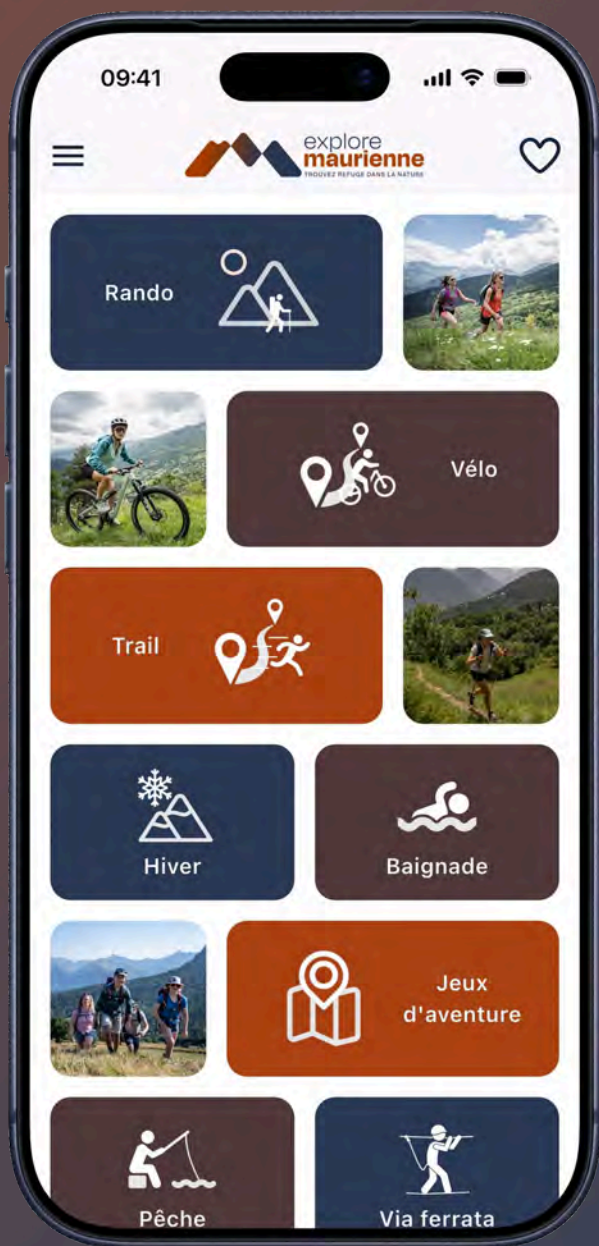 09:41
explore
maurienne
TROUVEZ REFUGE DANS LA NATURE
Rando
Vélo
Trail
Hiver
Baignade
Jeux
d'aventure
Pêche
Via ferrata